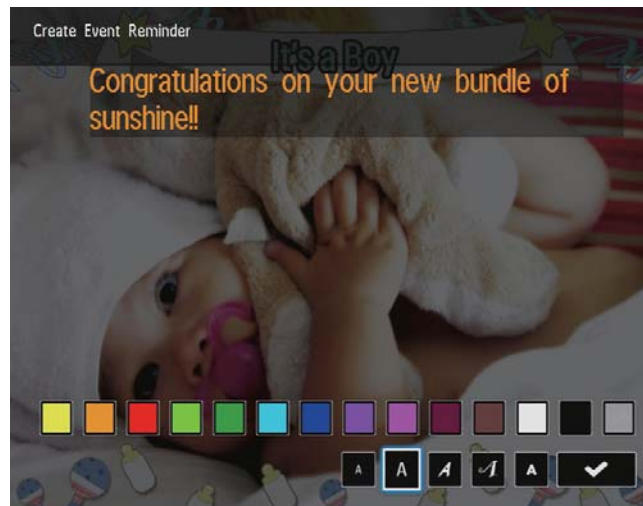 Create Event Reminder
It's a Boy
Congratulations on your new bundle of
sunshine!!
A A A A A